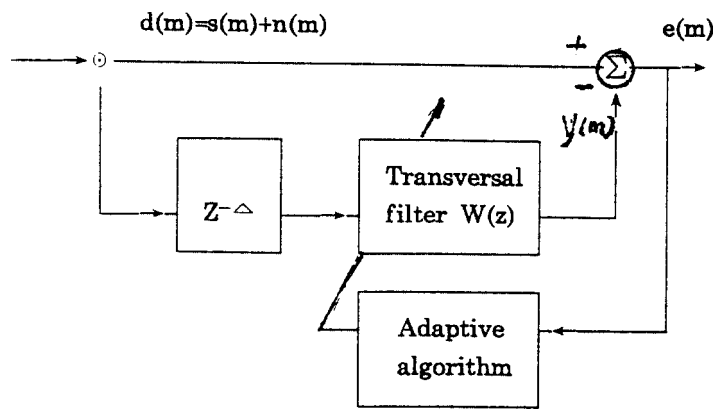 d(m)=s(m)+n(m)
e(m)
+
Σ
−
y(m)
Z−△
Transversal
filter W(z)
Adaptive
algorithm